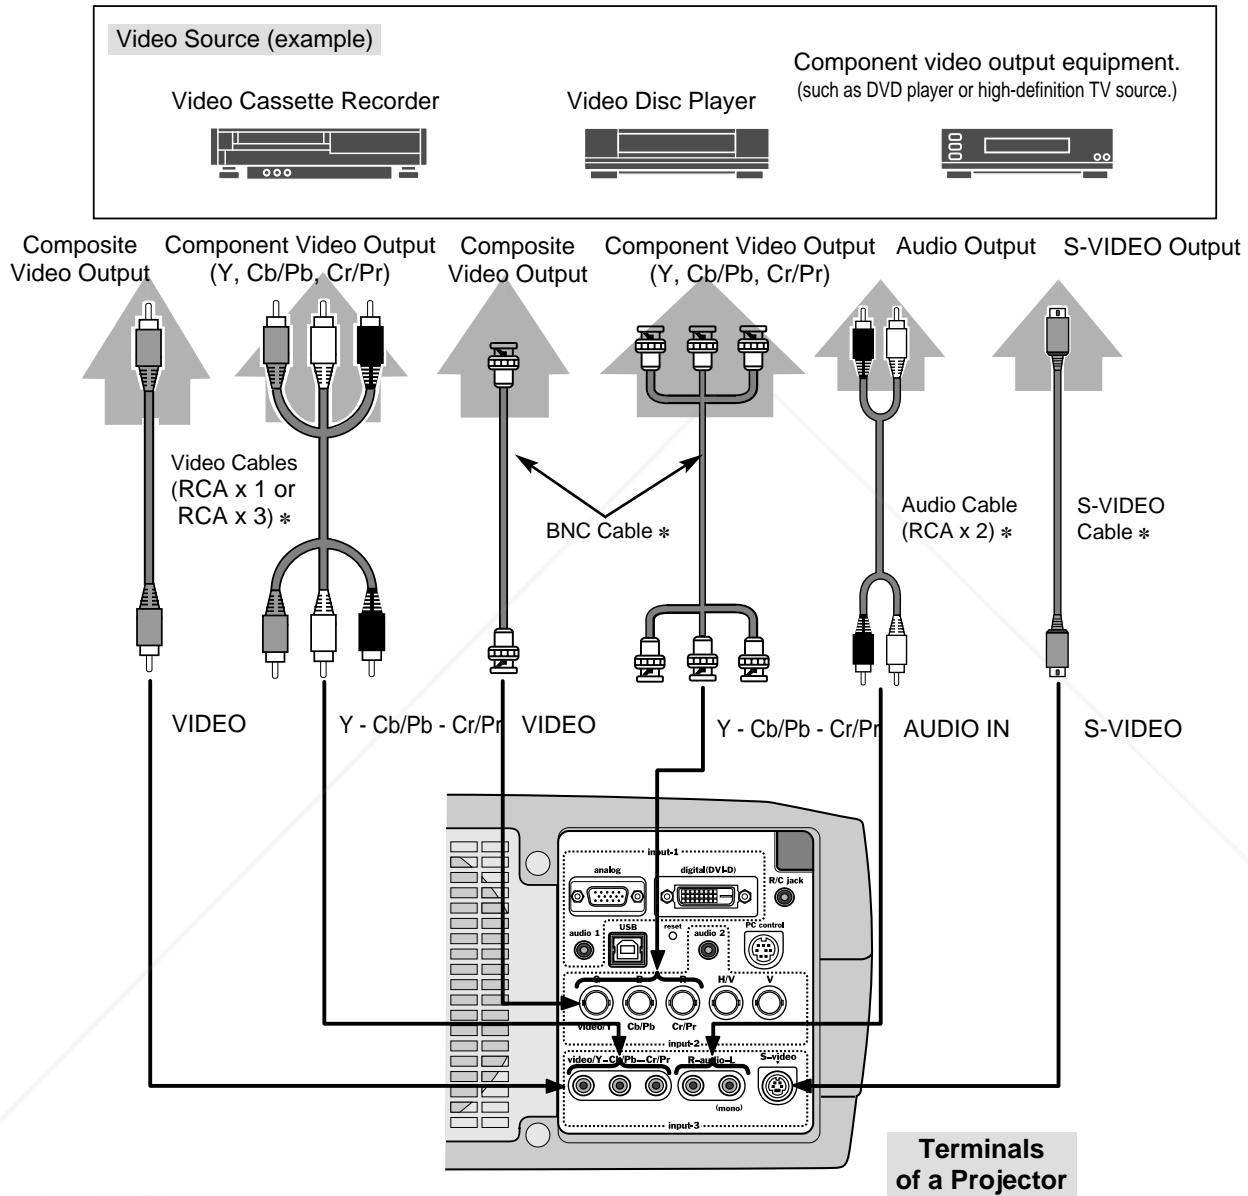 Video Source (example)
Component video output equipment.
(such as DVD player or high-definition TV source.)
Video Cassette Recorder
Video Disc Player
Composite
Video Output
Component Video Output
(Y, Cb/Pb, Cr/Pr)
Composite
Video Output
Component Video Output
(Y, Cb/Pb, Cr/Pr)
Audio Output
S-VIDEO Output
Video Cables
(RCA x 1 or
RCA x 3) *
BNC Cable *
Audio Cable
(RCA x 2) *
S-VIDEO
Cable *
VIDEO
Y - Cb/Pb - Cr/Pr
VIDEO
Y - Cb/Pb - Cr/Pr
AUDIO IN
S-VIDEO
input-1
analog
digital(DVI-D)
R/C jack
audio 1
USB
reset
audio 2
PC control
G
B
R
H/V
V
video/Y
Cb/Pb
Cr/Pr
input-2
video/Y–Cb/Pb–Cr/Pr
R–audio–L
S–video
(mono)
input-3
Terminals
of a Projector